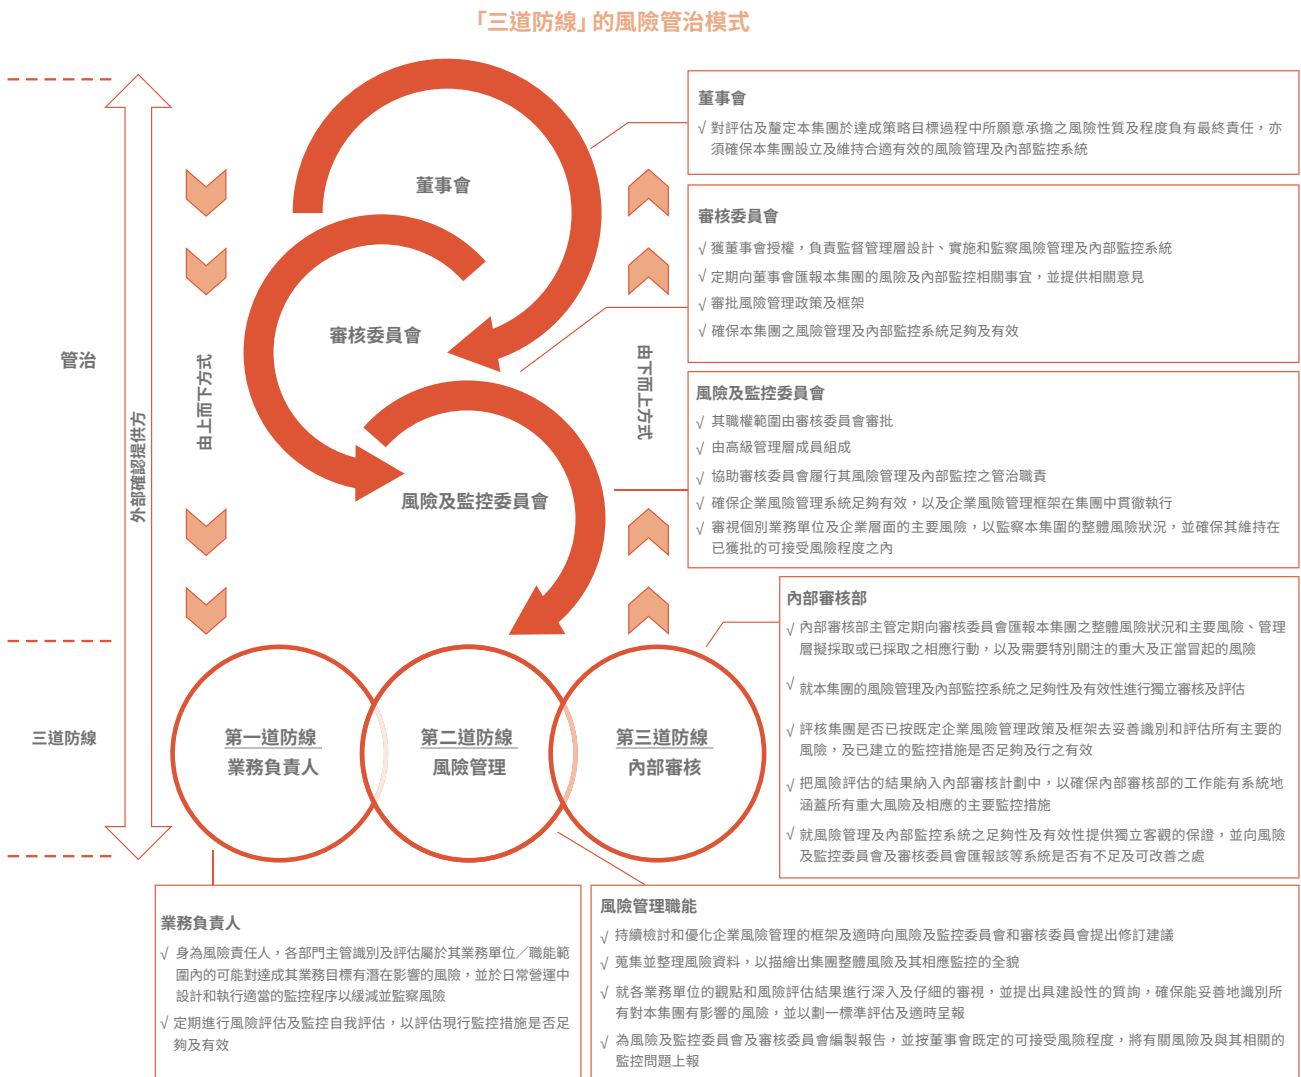 「三道防線」的風險管治模式
管治
外部確認提供方
由上而下方式
由下而上方式
董事會
審核委員會
風險及監控委員會
三道防線
第一道防線
業務負責人
第二道防線
風險管理
第三道防線
內部審核
董事會
√ 對評估及釐定本集團於達成策略目標過程中所願意承擔之風險性質及程度負有最終責任，亦
須確保本集團設立及維持合適有效的風險管理及內部監控系統
審核委員會
√ 獲董事會授權，負責監督管理層設計、實施和監察風險管理及內部監控系統
√ 定期向董事會匯報本集團的風險及內部監控相關事宜，並提供相關意見
√ 審批風險管理政策及框架
√ 確保本集團之風險管理及內部監控系統足夠及有效
風險及監控委員會
√ 其職權範圍由審核委員會審批
√ 由高級管理層成員組成
√ 協助審核委員會履行其風險管理及內部監控之管治職責
√ 確保企業風險管理系統足夠有效，以及企業風險管理框架在集團中貫徹執行
√ 審視個別業務單位及企業層面的主要風險，以監察本集團的整體風險狀況，並確保其維持在
已獲批的可接受風險程度之內
內部審核部
√ 內部審核部主管定期向審核委員會匯報本集團之整體風險狀況和主要風險、管理
層擬採取或已採取之相應行動，以及需要特別關注的重大及正當冒起的風險
√ 就本集團的風險管理及內部監控系統之足夠性及有效性進行獨立審核及評估
√ 評核集團是否已按既定企業風險管理政策及框架去妥善識別和評估所有主要的
風險，及已建立的監控措施是否足夠及行之有效
√ 把風險評估的結果納入內部審核計劃中，以確保內部審核部的工作能有系統地
涵蓋所有重大風險及相應的主要監控措施
√ 就風險管理及內部監控系統之足夠性及有效性提供獨立客觀的保證，並向風險
及監控委員會及審核委員會匯報該等系統是否有不足及可改善之處
業務負責人
√ 身為風險責任人，各部門主管識別及評估屬於其業務單位／職能範
圍內的可能對達成其業務目標有潛在影響的風險，並於日常營運中
設計和執行適當的監控程序以緩減並監察風險
√ 定期進行風險評估及監控自我評估，以評估現行監控措施是否足
夠及有效
風險管理職能
√ 持續檢討和優化企業風險管理的框架及適時向風險及監控委員會和審核委員會提出修訂建議
√ 蒐集並整理風險資料，以描繪出集團整體風險及其相應監控的全貌
√ 就各業務單位的觀點和風險評估結果進行深入及仔細的審視，並提出具建設性的質詢，確保能妥善地識別所
有對本集團有影響的風險，並以劃一標準評估及適時呈報
√ 為風險及監控委員會及審核委員會編製報告，並按董事會既定的可接受風險程度，將有關風險及與其相關的
監控問題上報